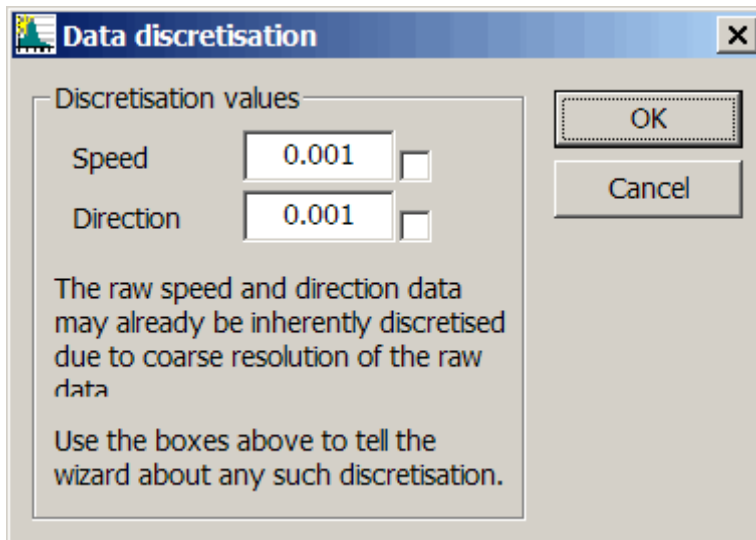 Data discretisation
Discretisation values
Speed 0.001
Direction 0.001
OK
Cancel
The raw speed and direction data
may already be inherently discretised
due to coarse resolution of the raw
data
Use the boxes above to tell the
wizard about any such discretisation.